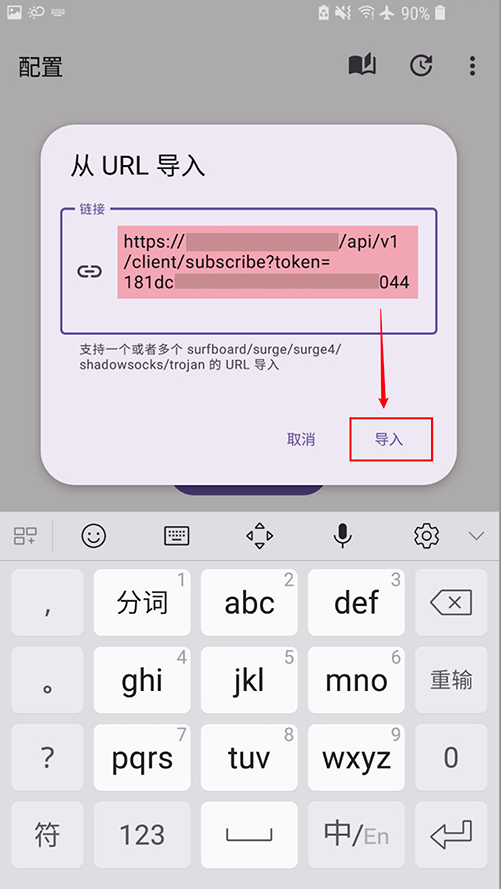 90%
配置
从 URL 导入
链接
https:// /api/v1
/client/subscribe?token=
181dc 044
支持一个或者多个 surfboard/surge/surge4/
shadowsocks/trojan 的 URL 导入
取消 导入
, 分词 1 abc 2 def 3
。 ghi 4 jkl 5 mno 6 重输
? pqrs 7 tuv 8 wxyz 9 0
符 123 中/En